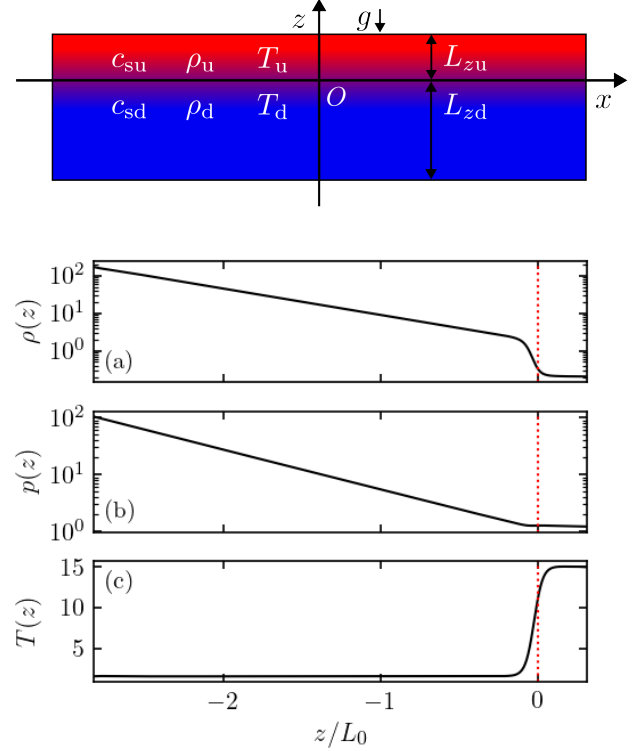 z g
c_su ρ_u T_u L_zu
c_sd ρ_d T_d O L_zd x
10^2
10^1
10^0
ρ(z)
(a)
10^2
10^1
10^0
p(z)
(b)
15
10
5
T(z)
(c)
−2 −1 0
z/L_0